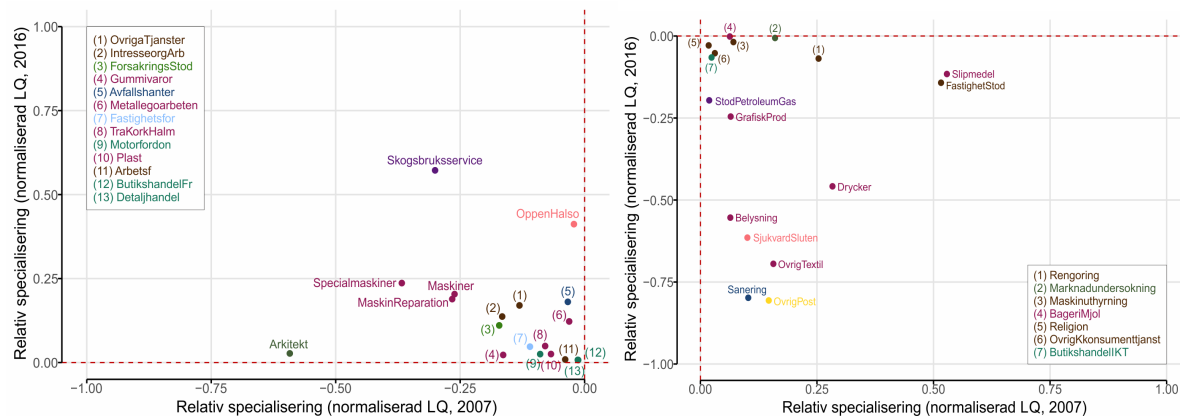 Relativ specialisering (normaliserad LQ, 2016)
1.00
0.75
0.50
0.25
0.00
(1) OvrigaTjanster
(2) IntresseorgArb
(3) ForsakringsStod
(4) Gummivaror
(5) Avfallshanter
(6) Metallegoarbeten
(7) Fastighetsfor
(8) TraKorkHalm
(9) Motorfordon
(10) Plast
(11) Arbetsf
(12) ButikshandelFr
(13) Detaljhandel
Skogsbruksservice
OppenHalso
Specialmaskiner
Maskiner
MaskinReparation
(1)
(5)
(2)
(6)
(3)
(7)
(8)
Arkitekt
(4)
(9)
(10)
(11)
(12)
(13)
−1.00
−0.75
−0.50
−0.25
0.00
Relativ specialisering (normaliserad LQ, 2007)
Relativ specialisering (normaliserad LQ, 2016)
0.00
−0.25
−0.50
−0.75
−1.00
(4)
(2)
(5)
(3)
(1)
(6)
(7)
Slipmedel
FastighetStod
StodPetroleumGas
GrafiskProd
Drycker
Belysning
SjukvardSluten
OvrigTextil
Sanering
OvrigPost
(1) Rengoring
(2) Marknadundersokning
(3) Maskinuthyrning
(4) BageriMjol
(5) Religion
(6) OvrigKkonsumenttjanst
(7) ButikshandelIKT
0.00
0.25
0.50
0.75
1.00
Relativ specialisering (normaliserad LQ, 2007)